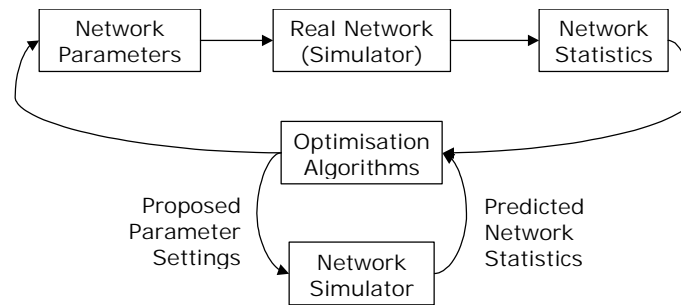 Network
Parameters
Real Network
(Simulator)
Network
Statistics
Optimisation
Algorithms
Proposed
Parameter
Settings
Predicted
Network
Statistics
Network
Simulator